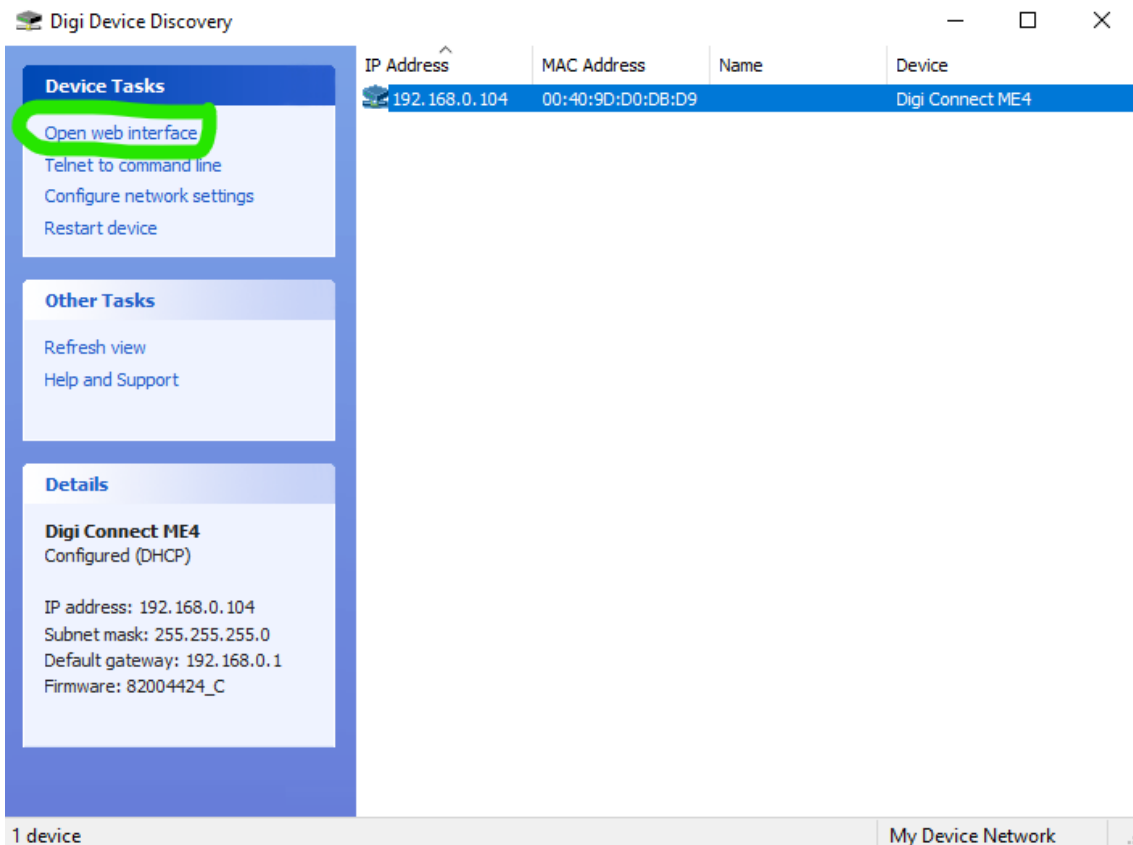 Digi Device Discovery
Device Tasks
Open web interface
Telnet to command line
Configure network settings
Restart device
Other Tasks
Refresh view
Help and Support
Details
Digi Connect ME4
Configured (DHCP)
IP address: 192.168.0.104
Subnet mask: 255.255.255.0
Default gateway: 192.168.0.1
Firmware: 82004424_C
IP Address MAC Address Name Device
192.168.0.104 00:40:9D:D0:DB:D9 Digi Connect ME4
1 device My Device Network